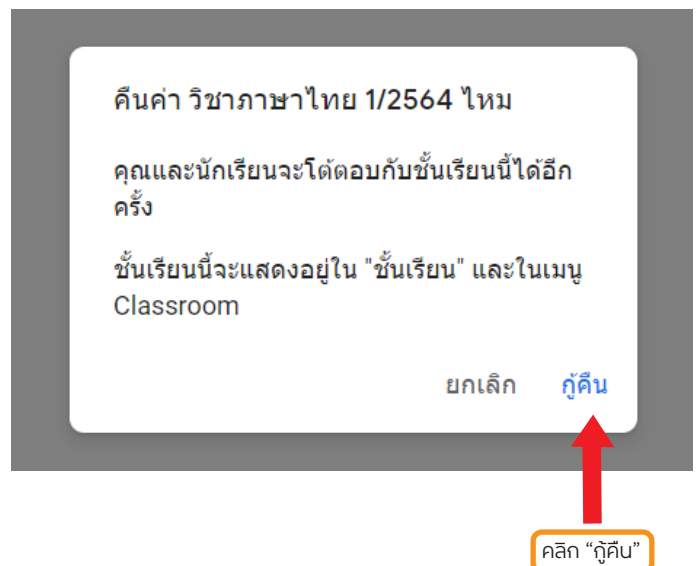 คืนค่า วิชาภาษาไทย 1/2564 ไหม
คุณและนักเรียนจะโต้ตอบกับชั้นเรียนนี้ได้อีก
ครั้ง
ชั้นเรียนนี้จะแสดงอยู่ใน "ชั้นเรียน" และในเมนู
Classroom
ยกเลิก กู้คืน
คลิก “กู้คืน”